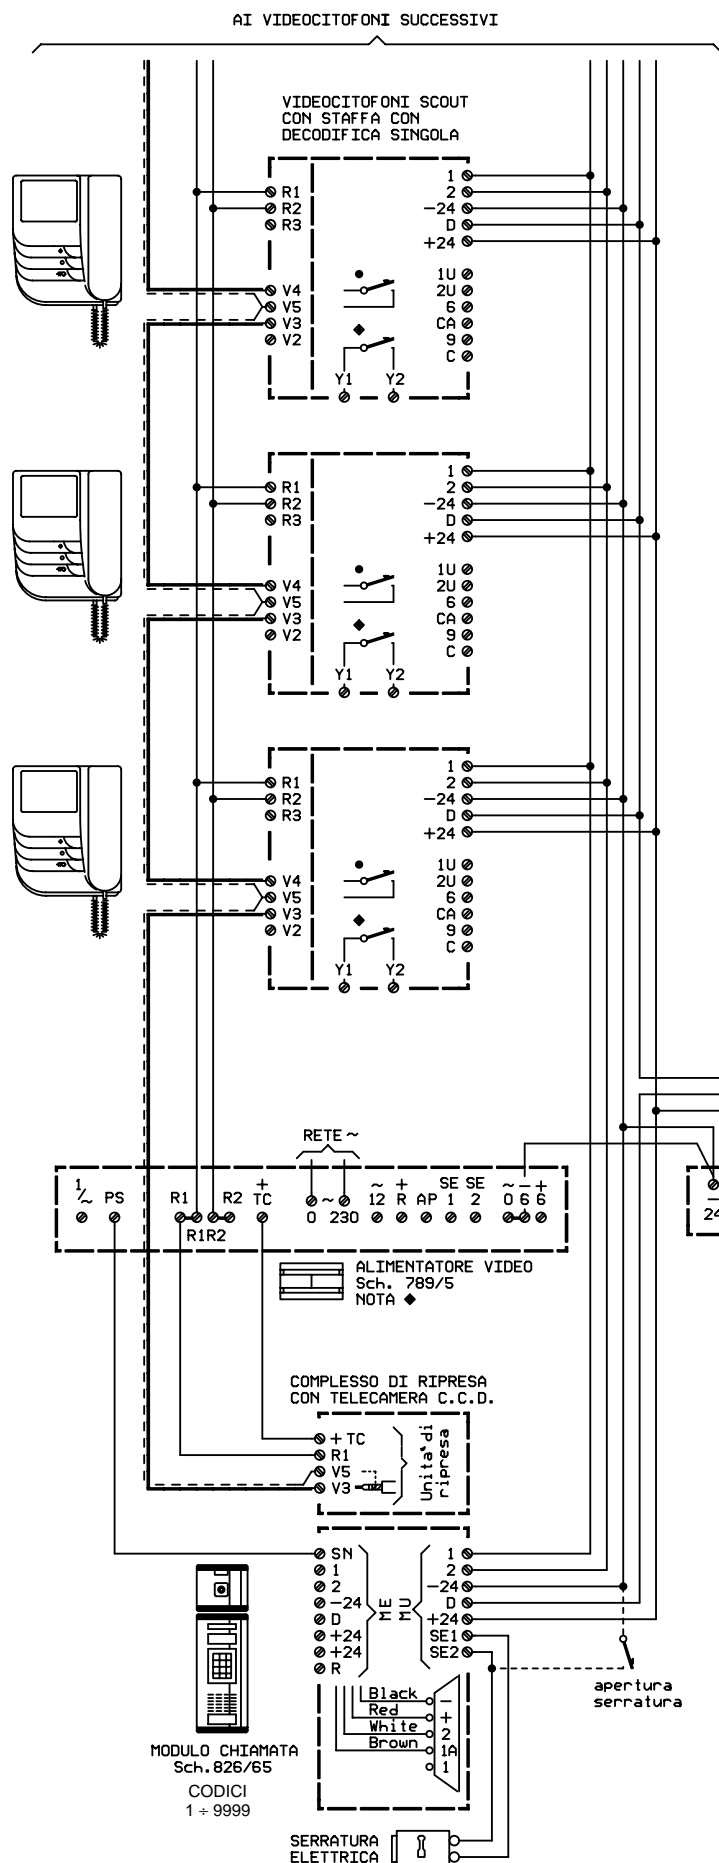 AI VIDEOCITOFONI SUCCESSIVI
VIDEOCITOFONI SCOUT
CON STAFFA CON
DECODIFICA SINGOLA
R1
R2
R3
V4
V5
V3
V2
Y1 Y2
1
2
−24
D
+24
1U
2U
6
CA
9
C
R1
R2
R3
V4
V5
V3
V2
Y1 Y2
1
2
−24
D
+24
1U
2U
6
CA
9
C
R1
R2
R3
V4
V5
V3
V2
Y1 Y2
1
2
−24
D
+24
1U
2U
6
CA
9
C
RETE ~
1/~ PS R1 R2 + TC 0 ~ 230 ~ 12 + R AP SE 1 SE 2 ~ 0 − 6 + 6
R1R2
− 24
ALIMENTATORE VIDEO
Sch. 789/5
NOTA ◆
COMPLESSO DI RIPRESA
CON TELECAMERA C.C.D.
+ TC
R1
V5
V3
Unita' di
ripresa
SN
1
2
−24
D
+24
+24
R
ME
MU
1
2
−24
D
+24
SE1
SE2
Black −
Red +
White 2
Brown 1A
1
apertura
serratura
MODULO CHIAMATA
Sch.826/65
CODICI
1 ÷ 9999
SERRATURA
ELETTRICA